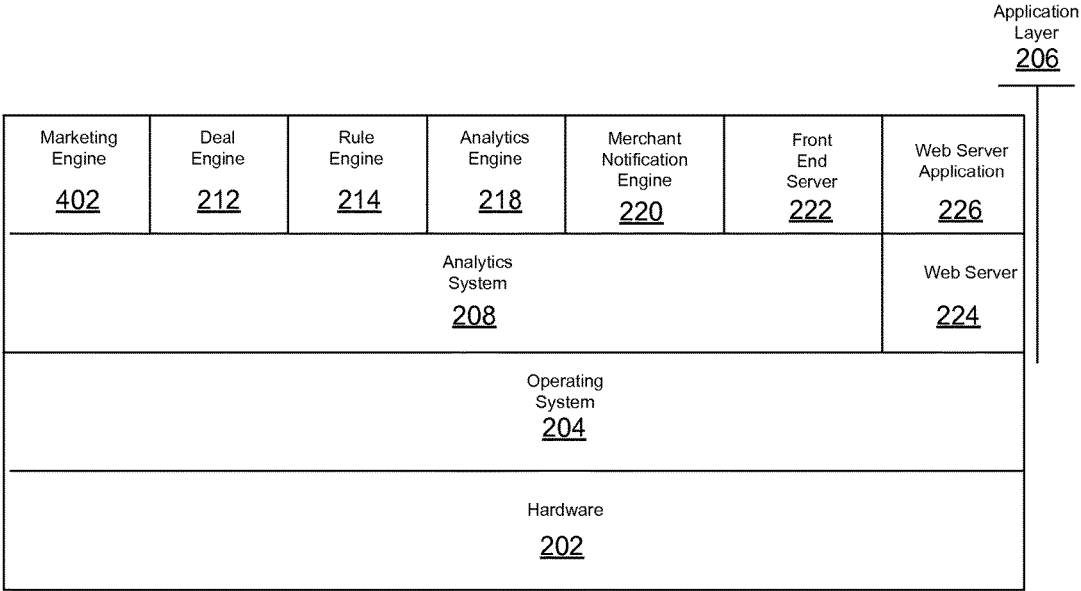 Application
Layer
206
Marketing
Engine
402
Deal
Engine
212
Rule
Engine
214
Analytics
Engine
218
Merchant
Notification
Engine
220
Front
End
Server
222
Web Server
Application
226
Analytics
System
208
Web Server
224
Operating
System
204
Hardware
202